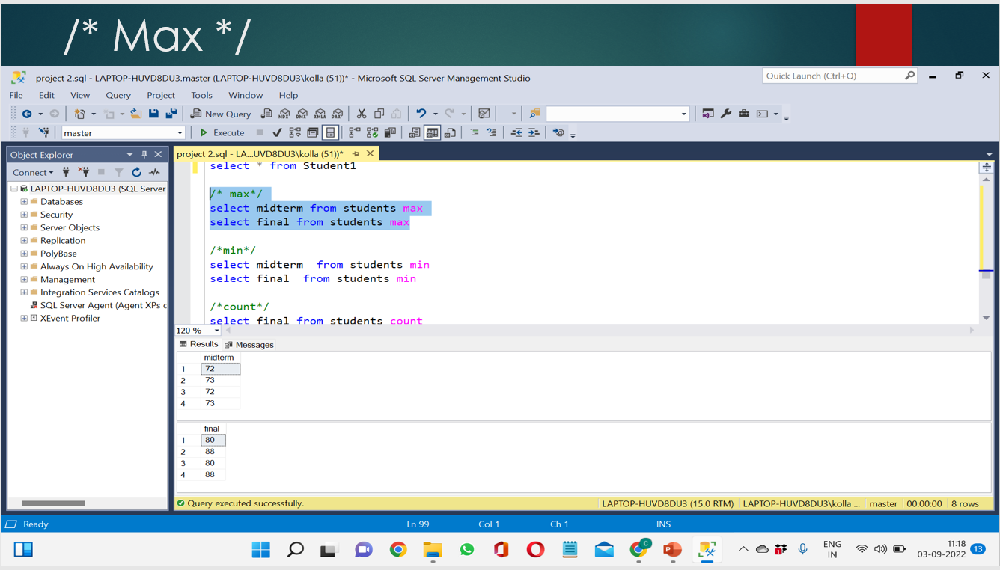 /* Max */
project 2.sql - LAPTOP-HUVD8DU3.master (LAPTOP-HUVD8DU3\kolla (51))* - Microsoft SQL Server Management Studio
Quick Launch (Ctrl+Q)
File Edit View Query Project Tools Window Help
New Query
MDX DMX XMLA DAX
master
Execute
Object Explorer
project 2.sql - LA...UVD8DU3\kolla (51))*
Connect
LAPTOP-HUVD8DU3 (SQL Server
Databases
Security
Server Objects
Replication
PolyBase
Always On High Availability
Management
Integration Services Catalogs
SQL Server Agent (Agent XPs c
XEvent Profiler
select * from Student1
/* max*/
select midterm from students max
select final from students max
/*min*/
select midterm  from students min
select final  from students min
/*count*/
select final from students count
120 %
Results Messages
midterm
1 72
2 73
3 72
4 73
final
1 80
2 88
3 80
4 88
Query executed successfully.
LAPTOP-HUVD8DU3 (15.0 RTM) LAPTOP-HUVD8DU3\kolla ... master 00:00:00 8 rows
Ready Ln 99 Col 1 Ch 1 INS
C
P
1
ENG
IN
11:18
03-09-2022
13